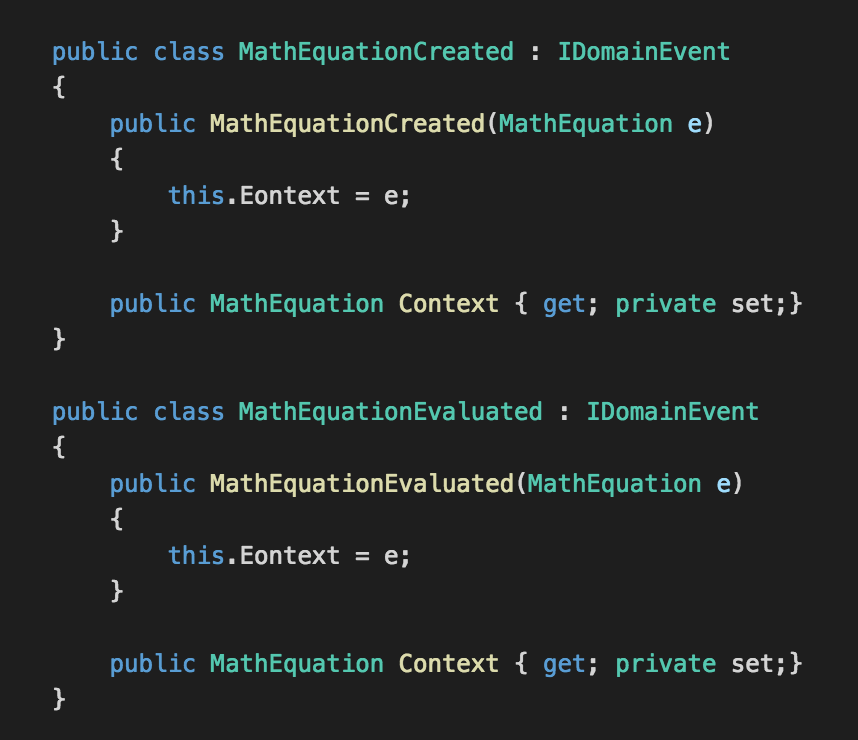 public class MathEquationCreated : IDomainEvent
{
    public MathEquationCreated(MathEquation e)
    {
        this.Eontext = e;
    }

    public MathEquation Context { get; private set;}
}

public class MathEquationEvaluated : IDomainEvent
{
    public MathEquationEvaluated(MathEquation e)
    {
        this.Eontext = e;
    }

    public MathEquation Context { get; private set;}
}